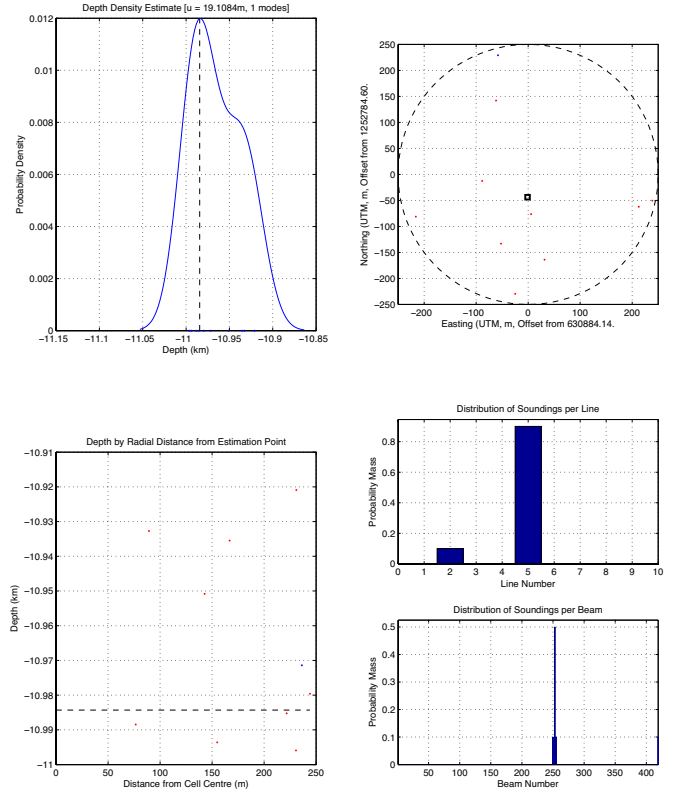 Depth Density Estimate [u = 19.1084m, 1 modes]
0.012
0.01
0.008
0.006
0.004
0.002
0
Probability Density
−11.15 −11.1 −11.05 −11 −10.95 −10.9 −10.85
Depth (km)
250
200
150
100
50
0
−50
−100
−150
−200
−250
Northing (UTM, m, Offset from 1252784.60.
−200 −100 0 100 200
Easting (UTM, m, Offset from 630884.14.
Depth by Radial Distance from Estimation Point
−10.91
−10.92
−10.93
−10.94
−10.95
−10.96
−10.97
−10.98
−10.99
−11
Depth (km)
0 50 100 150 200 250
Distance from Cell Centre (m)
Distribution of Soundings per Line
0.8
0.6
0.4
0.2
0
Probability Mass
0 1 2 3 4 5 6 7 8 9 10
Line Number
Distribution of Soundings per Beam
0.5
0.4
0.3
0.2
0.1
0
Probability Mass
50 100 150 200 250 300 350 400
Beam Number